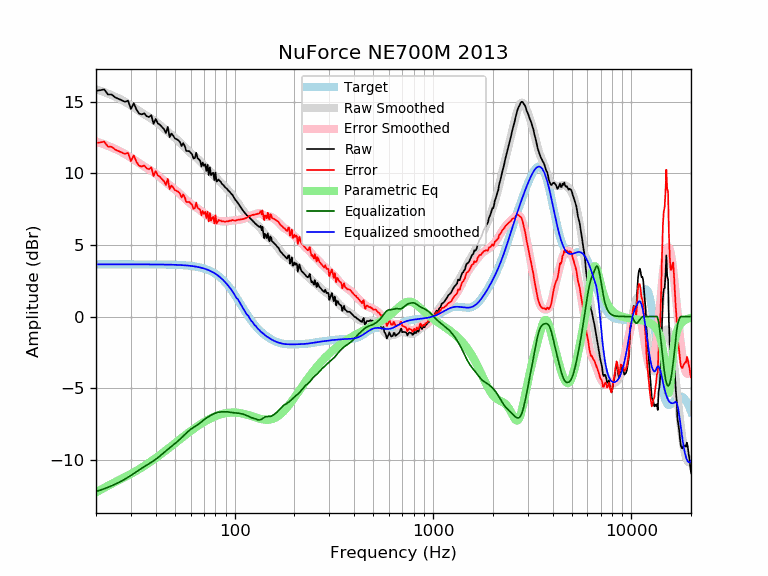 NuForce NE700M 2013
Target
Raw Smoothed
Error Smoothed
Raw
Error
Parametric Eq
Equalization
Equalized smoothed
15
10
5
0
−5
−10
Amplitude (dBr)
100
1000
10000
Frequency (Hz)